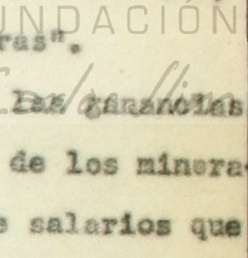 UNDACIÓN
ras".
las ganancias
de los minera-
e salarios que